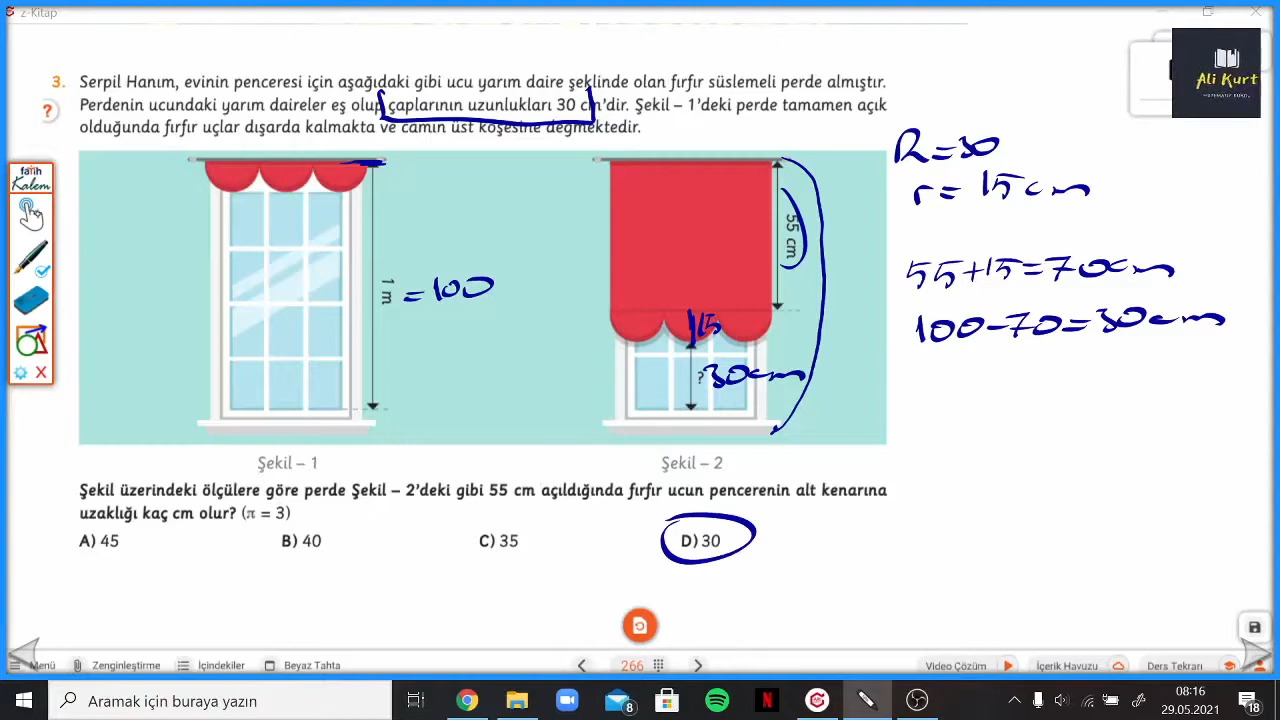 z-Kitap
3. Serpil Hanım, evinin penceresi için aşağıdaki gibi ucu yarım daire şeklinde olan fırfır süslemeli perde almıştır.
Perdenin ucundaki yarım daireler eş olup çaplarının uzunlukları 30 cm'dir. Şekil – 1'deki perde tamamen açık
olduğunda fırfır uçlar dışarda kalmakta ve camın üst köşesine değmektedir.
?
Ali Kurt
fatih
Kalem
R=30
r=15cm
55+15=70cm
100-70=30cm
1 m
=100
55 cm
15
?
30cm
Şekil – 1
Şekil – 2
Şekil üzerindeki ölçülere göre perde Şekil – 2'deki gibi 55 cm açıldığında fırfır ucun pencerenin alt kenarına
uzaklığı kaç cm olur? (π = 3)
A) 45 B) 40 C) 35 D) 30
Menü Zenginleştirme İçindekiler Beyaz Tahta 266 Video Çözüm İçerik Havuzu Ders Tekrarı
Aramak için buraya yazın
8
N
08:16
29.05.2021
18